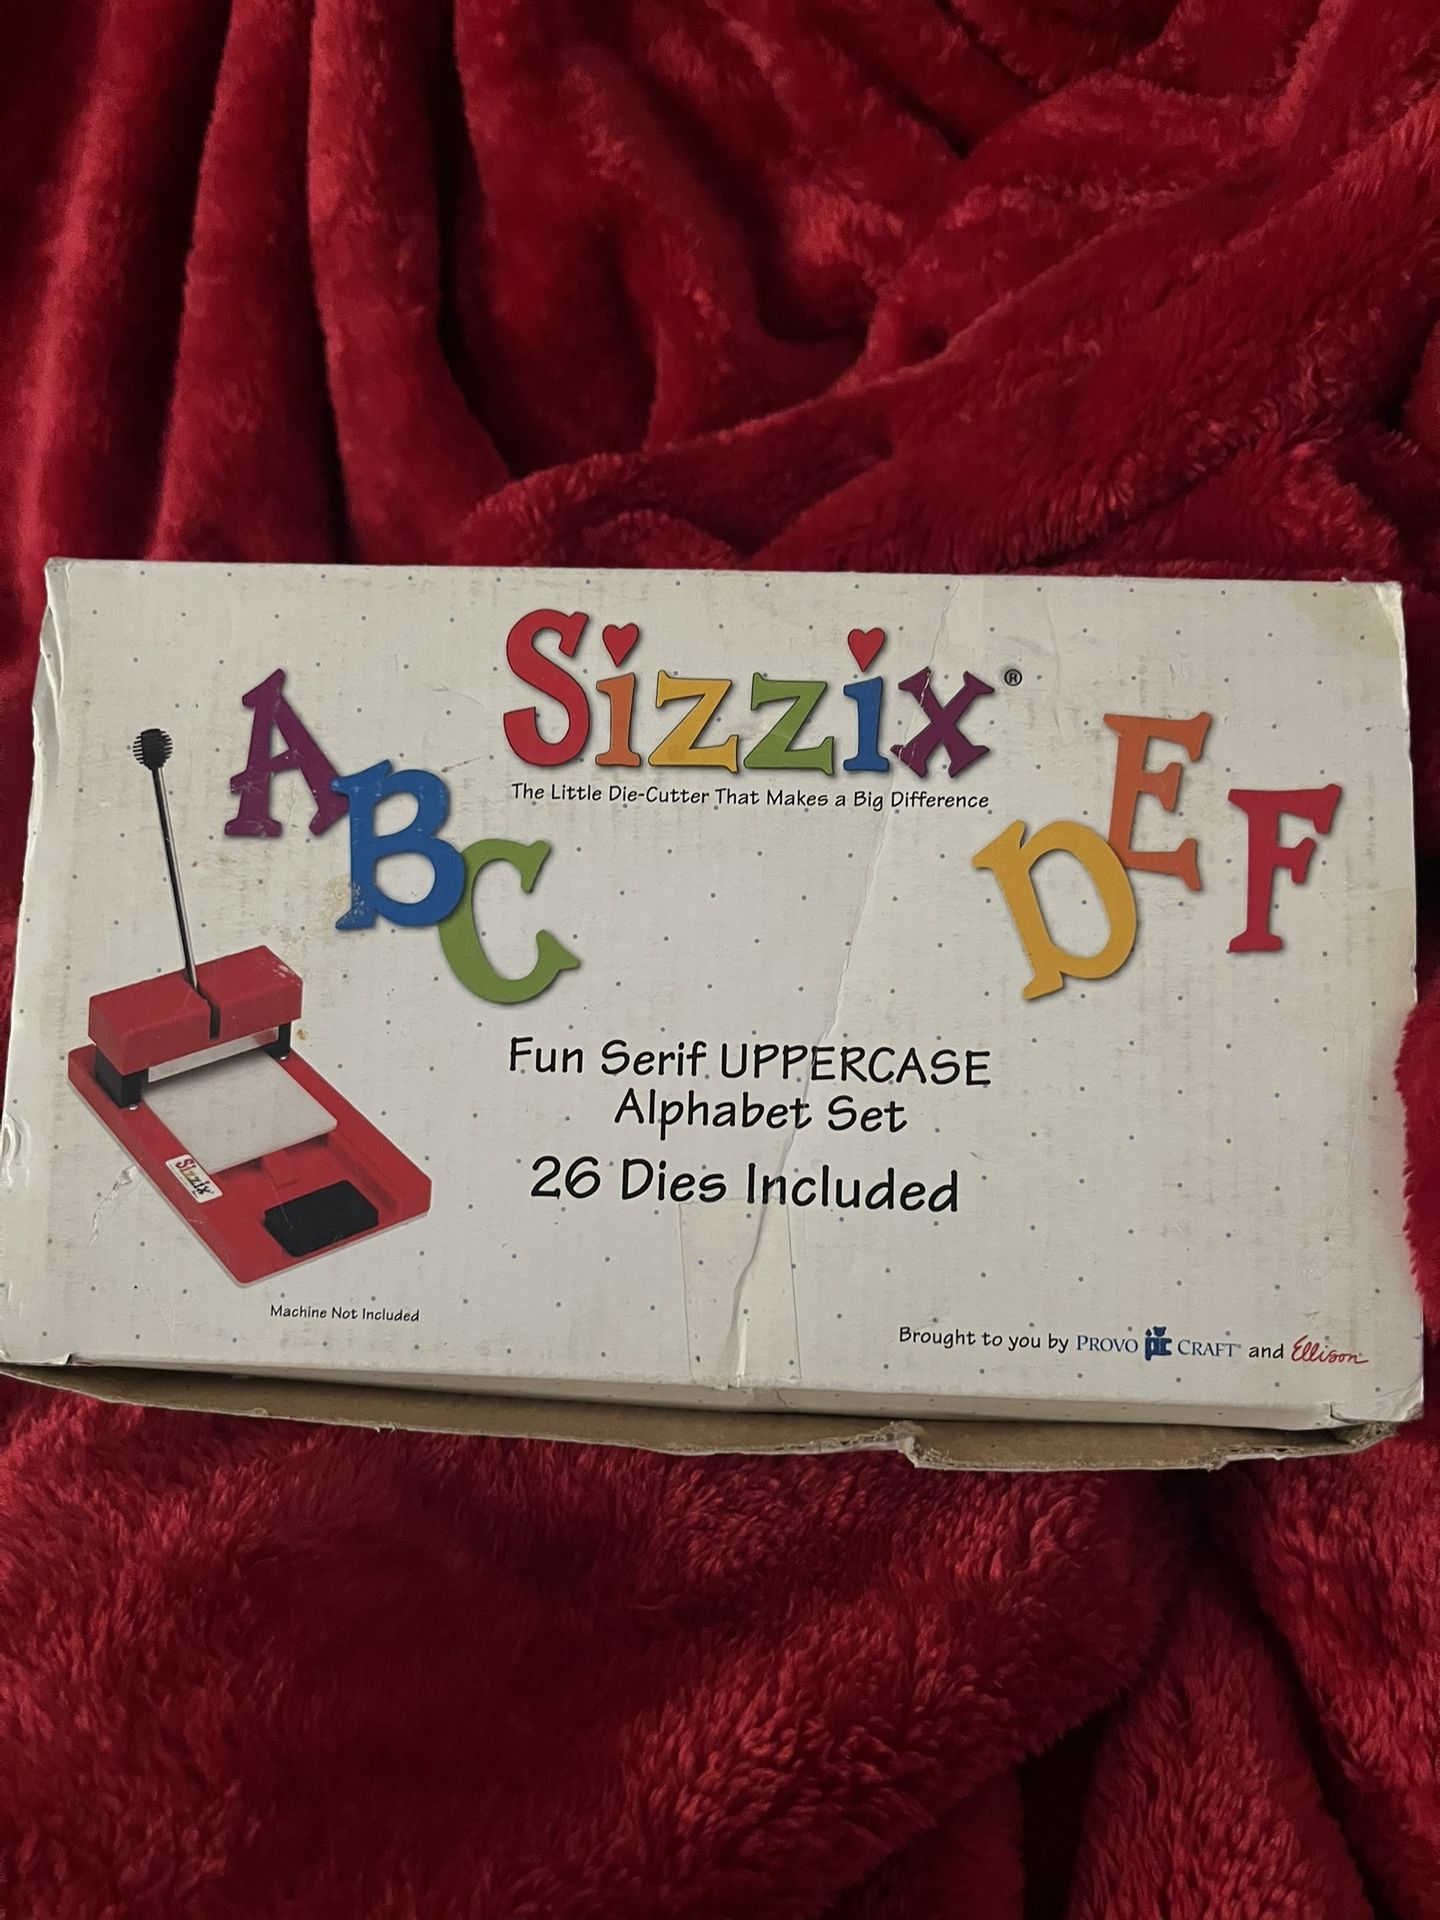 Sizzix®
The Little Die-Cutter That Makes a Big Difference
A B C
D E F
Fun Serif UPPERCASE
Alphabet Set
26 Dies Included
Sizzix
Machine Not Included
Brought to you by PROVO pc CRAFT and Ellison